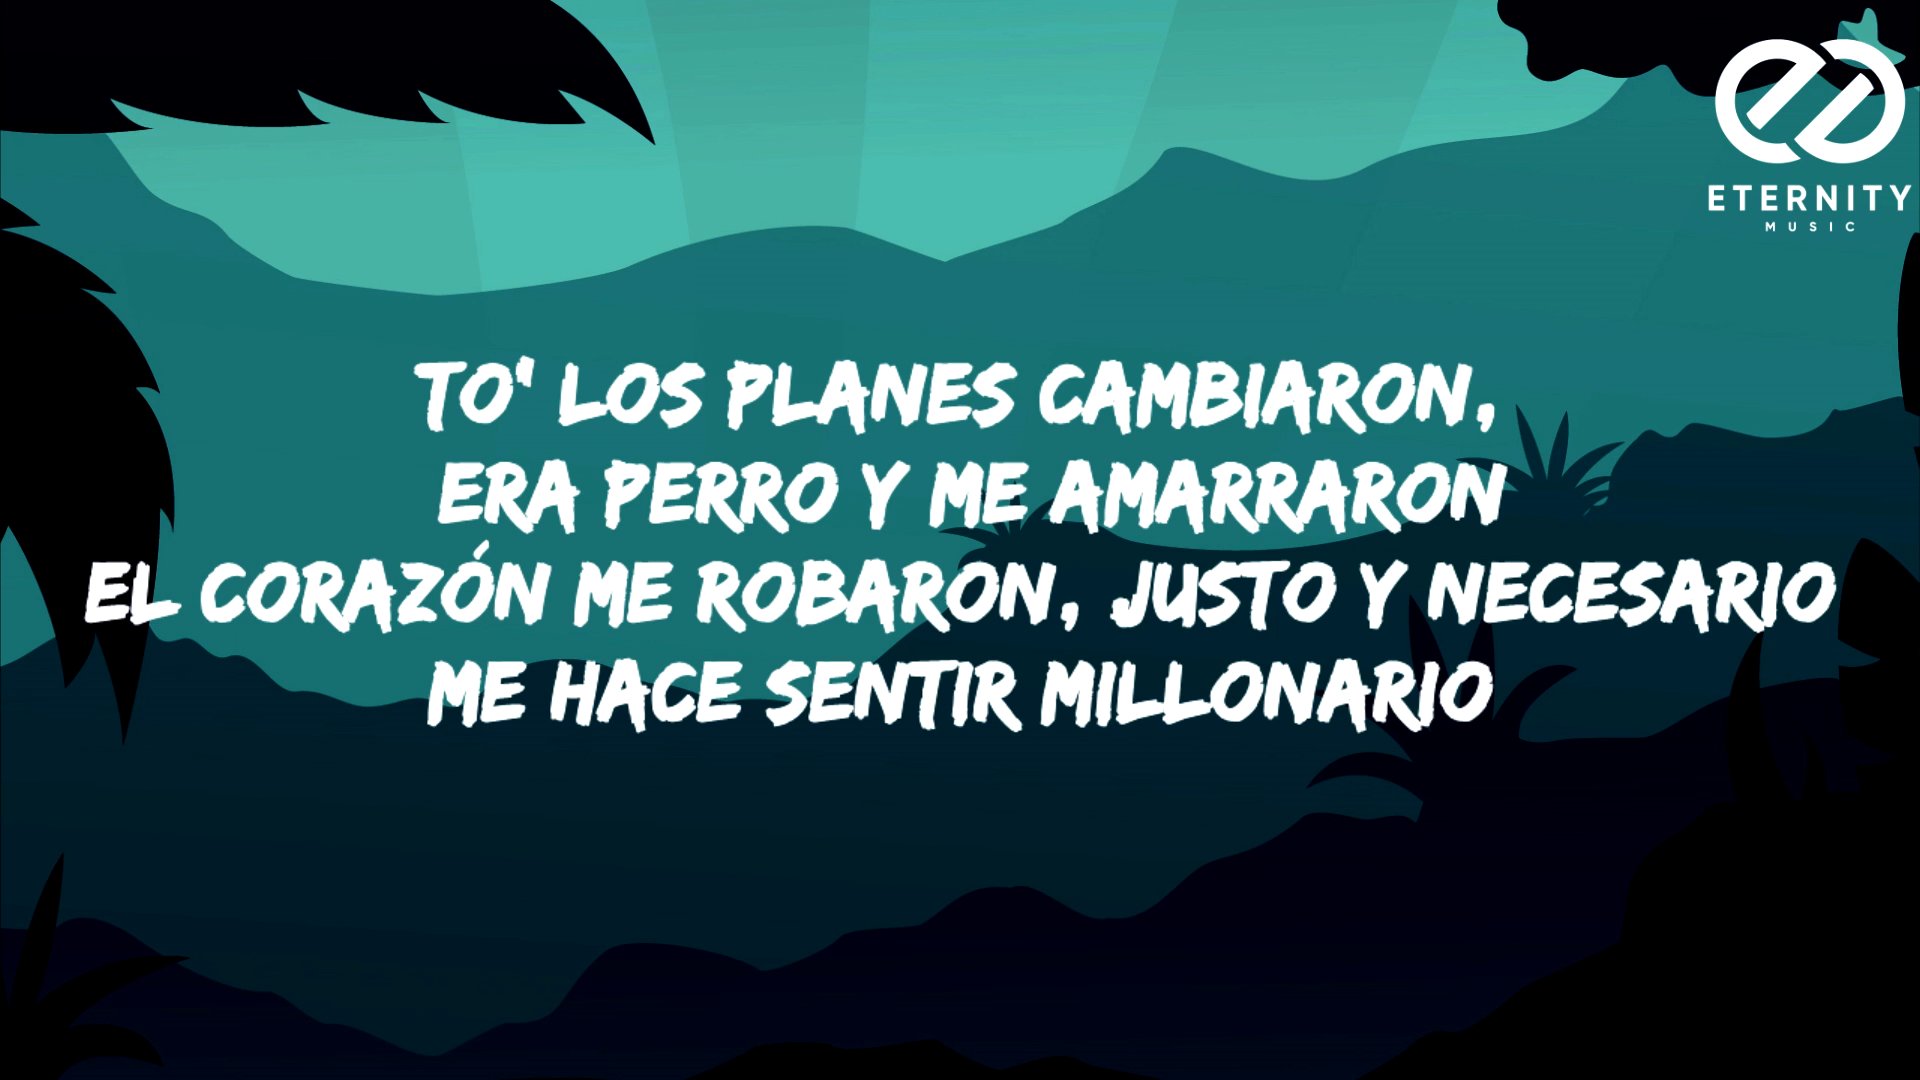 ETERNITY
MUSIC
TO' LOS PLANES CAMBIARON,
ERA PERRO Y ME AMARRARON
EL CORAZÓN ME ROBARON, JUSTO Y NECESARIO
ME HACE SENTIR MILLONARIO